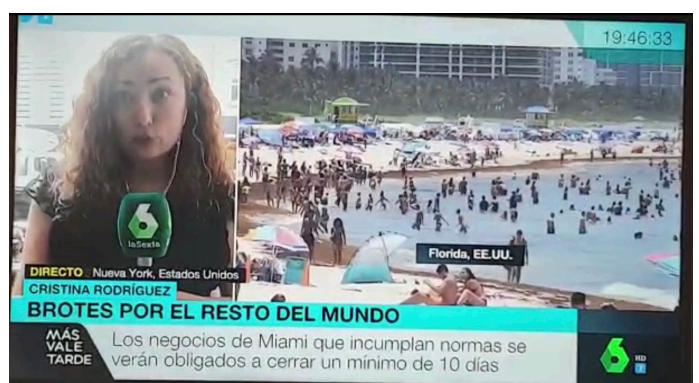 19:46:33
6
laSexta
Florida, EE.UU.
DIRECTO Nueva York, Estados Unidos
CRISTINA RODRÍGUEZ
BROTES POR EL RESTO DEL MUNDO
MÁS
VALE
TARDE
Los negocios de Miami que incumplan normas se
verán obligados a cerrar un mínimo de 10 días
6
HD
7